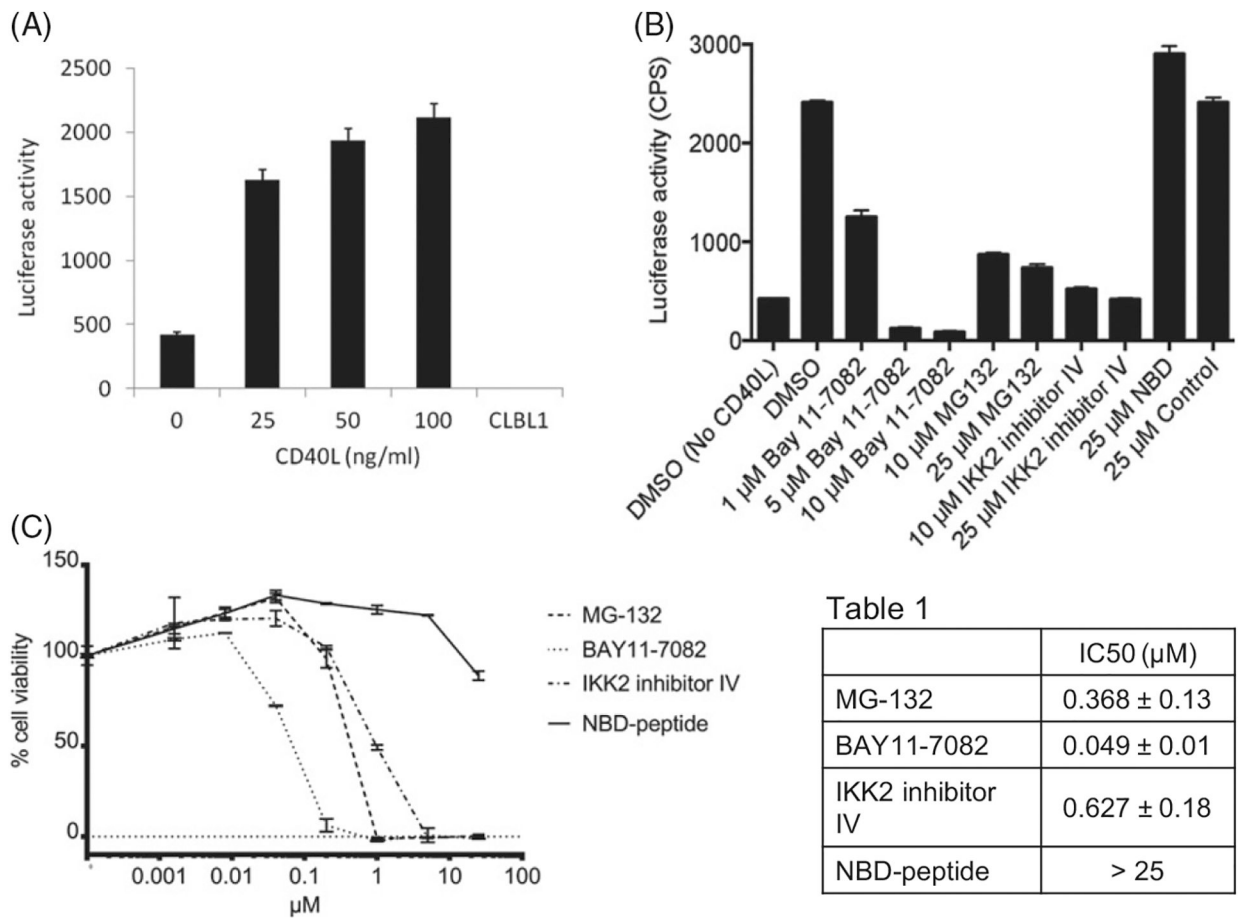 (A)
2500
2000
1500
1000
500
0
Luciferase activity
0 25 50 100 CLBL1
CD40L (ng/ml)
(B)
3000
2000
1000
0
Luciferase activity (CPS)
DMSO (No CD40L)
DMSO
1 µM Bay 11-7082
5 µM Bay 11-7082
10 µM Bay 11-7082
10 µM MG132
25 µM MG132
10 µM IKK2 inhibitor IV
25 µM IKK2 inhibitor IV
25 µM NBD
25 µM Control
(C)
150
100
50
0
% cell viability
0.001 0.01 0.1 1 10 100
µM
MG-132
BAY11-7082
IKK2 inhibitor IV
NBD-peptide
Table 1
IC50 (µM)
MG-132 0.368 ± 0.13
BAY11-7082 0.049 ± 0.01
IKK2 inhibitor
IV 0.627 ± 0.18
NBD-peptide > 25